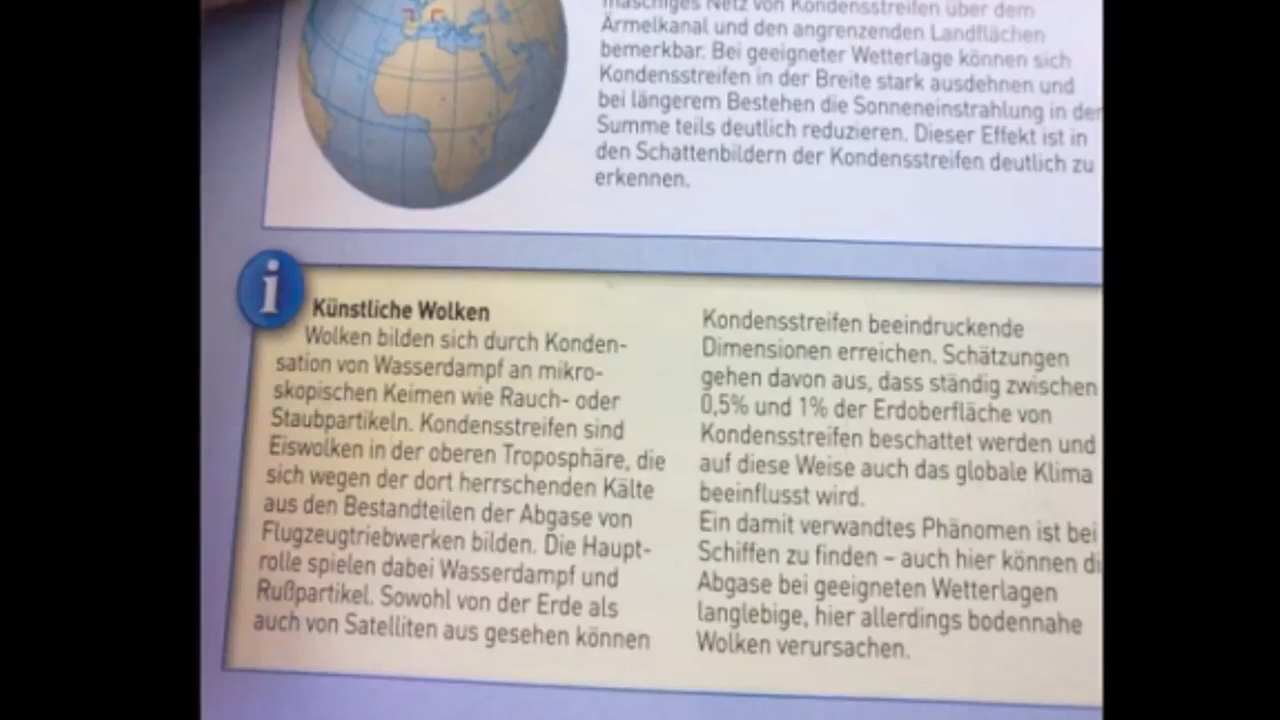 maschiges Netz von Kondensstreifen über dem
Ärmelkanal und den angrenzenden Landflächen
bemerkbar. Bei geeigneter Wetterlage können sich
Kondensstreifen in der Breite stark ausdehnen und
bei längerem Bestehen die Sonneneinstrahlung in der
Summe teils deutlich reduzieren. Dieser Effekt ist in
den Schattenbildern der Kondensstreifen deutlich zu
erkennen.
i
Künstliche Wolken
Wolken bilden sich durch Konden-
sation von Wasserdampf an mikro-
skopischen Keimen wie Rauch- oder
Staubpartikeln. Kondensstreifen sind
Eiswolken in der oberen Troposphäre, die
sich wegen der dort herrschenden Kälte
aus den Bestandteilen der Abgase von
Flugzeugtriebwerken bilden. Die Haupt-
rolle spielen dabei Wasserdampf und
Rußpartikel. Sowohl von der Erde als
auch von Satelliten aus gesehen können
Kondensstreifen beeindruckende
Dimensionen erreichen. Schätzungen
gehen davon aus, dass ständig zwischen
0,5% und 1% der Erdoberfläche von
Kondensstreifen beschattet werden und
auf diese Weise auch das globale Klima
beeinflusst wird.
Ein damit verwandtes Phänomen ist bei
Schiffen zu finden – auch hier können di
Abgase bei geeigneten Wetterlagen
langlebige, hier allerdings bodennahe
Wolken verursachen.